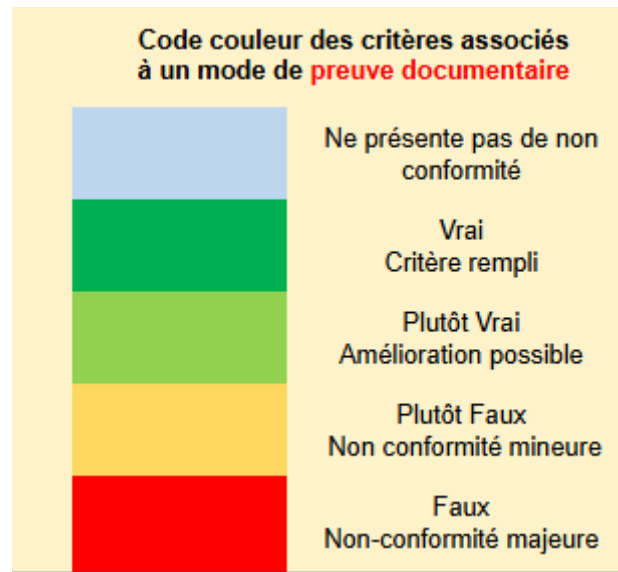 Code couleur des critères associés
à un mode de preuve documentaire
Ne présente pas de non
conformité
Vrai
Critère rempli
Plutôt Vrai
Amélioration possible
Plutôt Faux
Non conformité mineure
Faux
Non-conformité majeure